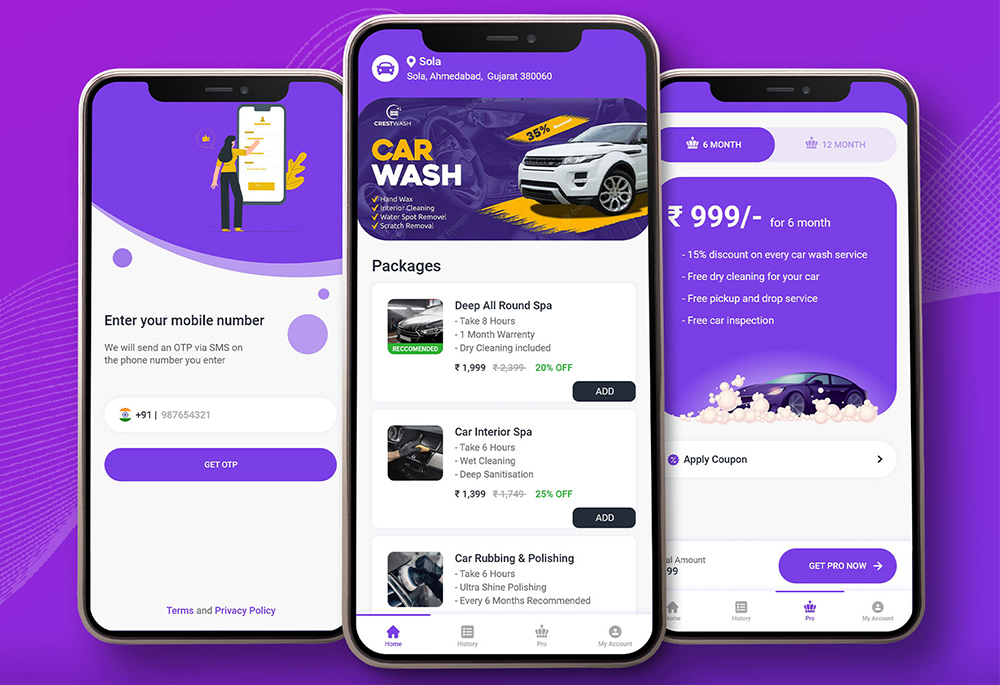 Enter your mobile number
We will send an OTP via SMS on
the phone number you enter
+91 | 987654321
GET OTP
Terms and Privacy Policy
Sola
Sola, Ahmedabad, Gujarat 380060
CRESTWASH
CAR
WASH
35%
Hand Wax
Interior Cleaning
Water Spot Removel
Scratch Removal
Packages
RECCOMENDED
Deep All Round Spa
- Take 8 Hours
- 1 Month Warrenty
- Dry Cleaning included
₹ 1,999 ₹ 2,399 20% OFF
ADD
Car Interior Spa
- Take 6 Hours
- Wet Cleaning
- Deep Sanitisation
₹ 1,399 ₹ 1,749 25% OFF
ADD
Car Rubbing & Polishing
- Take 6 Hours
- Ultra Shine Polishing
- Every 6 Months Recommended
Home History Pro My Account
6 MONTH 12 MONTH
₹ 999/- for 6 month
- 15% discount on every car wash service
- Free dry cleaning for your car
- Free pickup and drop service
- Free car inspection
Apply Coupon
al Amount
99
GET PRO NOW
ome History Pro My Account